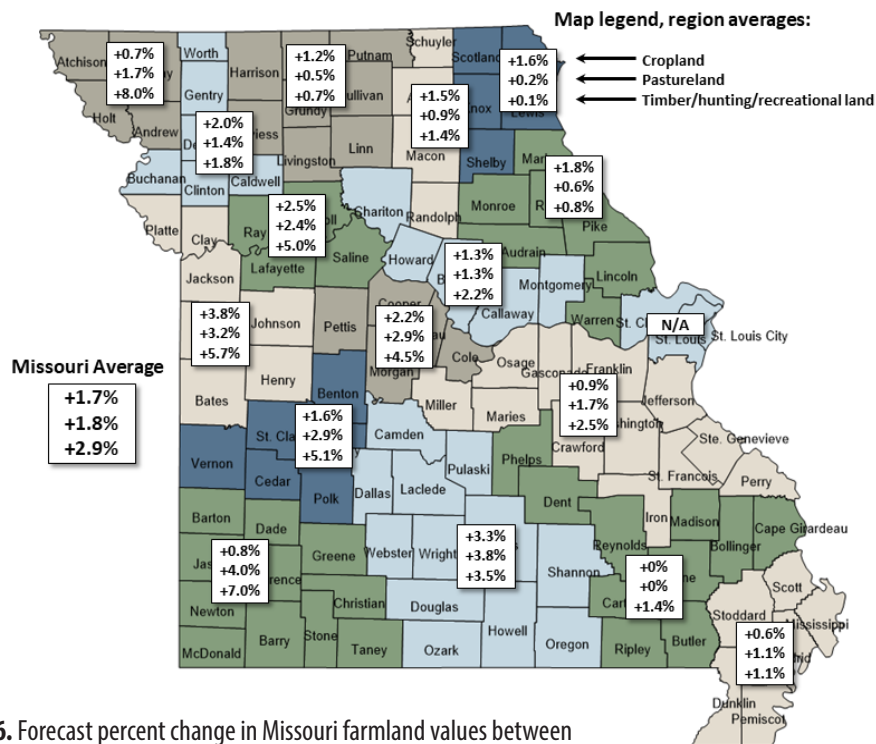 Map legend, region averages:
Cropland
Pastureland
Timber/hunting/recreational land
Schuyler
Scotland
Putnam
Worth
Atchison
Harrison
+0.7%
+1.7%
+8.0%
+1.2%
+0.5%
+0.7%
+1.6%
+0.2%
+0.1%
Gentry
Grundy
Lewis
+1.5%
+0.9%
+1.4%
Holt
Andrew
+2.0%
+1.4%
+1.8%
Linn
Livingston
Macon
Shelby
Buchanan
Clinton
Caldwell
+1.8%
+0.6%
+0.8%
Monroe
Chariton
Randolph
Platte
Clay
Ray
+2.5%
+2.4%
+5.0%
Pike
Audrain
Saline
Howard
Lafayette
Jackson
+1.3%
+1.3%
+2.2%
Lincoln
Montgomery
Callaway
Warren
St. Louis
St. Louis City
N/A
Cooper
+3.8%
+3.2%
+5.7%
Johnson
Pettis
+2.2%
+2.9%
+4.5%
Cole
Morgan
Osage
Franklin
Missouri Average
+1.7%
+1.8%
+2.9%
Henry
Bates
Benton
Miller
Maries
+0.9%
+1.7%
+2.5%
Jefferson
+1.6%
+2.9%
+5.1%
Camden
Crawford
Ste. Genevieve
Vernon
Cedar
Polk
Dallas
Laclede
Pulaski
Phelps
St. Francois
Perry
Dent
Iron
Madison
Barton
Dade
Cape Girardeau
Bollinger
Reynolds
Greene
Webster
Wright
+3.3%
+3.8%
+3.5%
Shannon
+0.8%
+4.0%
+7.0%
+0%
+0%
+1.4%
Scott
Stoddard
Mississippi
Newton
Christian
Douglas
Howell
Oregon
Ripley
Butler
+0.6%
+1.1%
+1.1%
McDonald
Barry
Stone
Taney
Ozark
Dunklin
Pemiscot
6. Forecast percent change in Missouri farmland values between